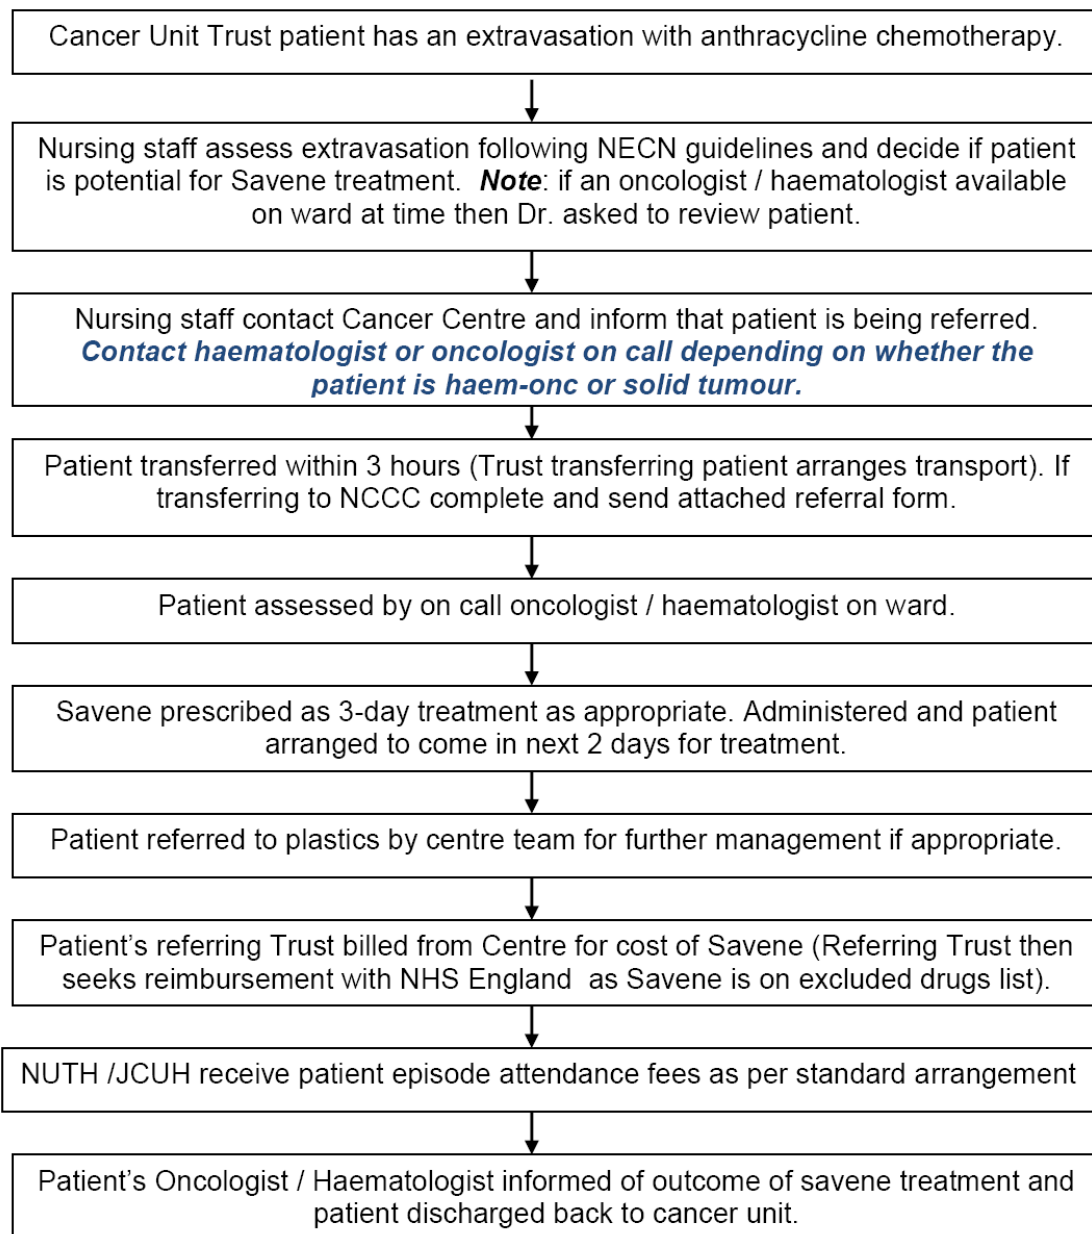 Cancer Unit Trust patient has an extravasation with anthracycline chemotherapy.
Nursing staff assess extravasation following NECN guidelines and decide if patient
is potential for Savene treatment. Note: if an oncologist / haematologist available
on ward at time then Dr. asked to review patient.
Nursing staff contact Cancer Centre and inform that patient is being referred.
Contact haematologist or oncologist on call depending on whether the
patient is haem-onc or solid tumour.
Patient transferred within 3 hours (Trust transferring patient arranges transport). If
transferring to NCCC complete and send attached referral form.
Patient assessed by on call oncologist / haematologist on ward.
Savene prescribed as 3-day treatment as appropriate. Administered and patient
arranged to come in next 2 days for treatment.
Patient referred to plastics by centre team for further management if appropriate.
Patient’s referring Trust billed from Centre for cost of Savene (Referring Trust then
seeks reimbursement with NHS England as Savene is on excluded drugs list).
NUTH /JCUH receive patient episode attendance fees as per standard arrangement
Patient’s Oncologist / Haematologist informed of outcome of savene treatment and
patient discharged back to cancer unit.